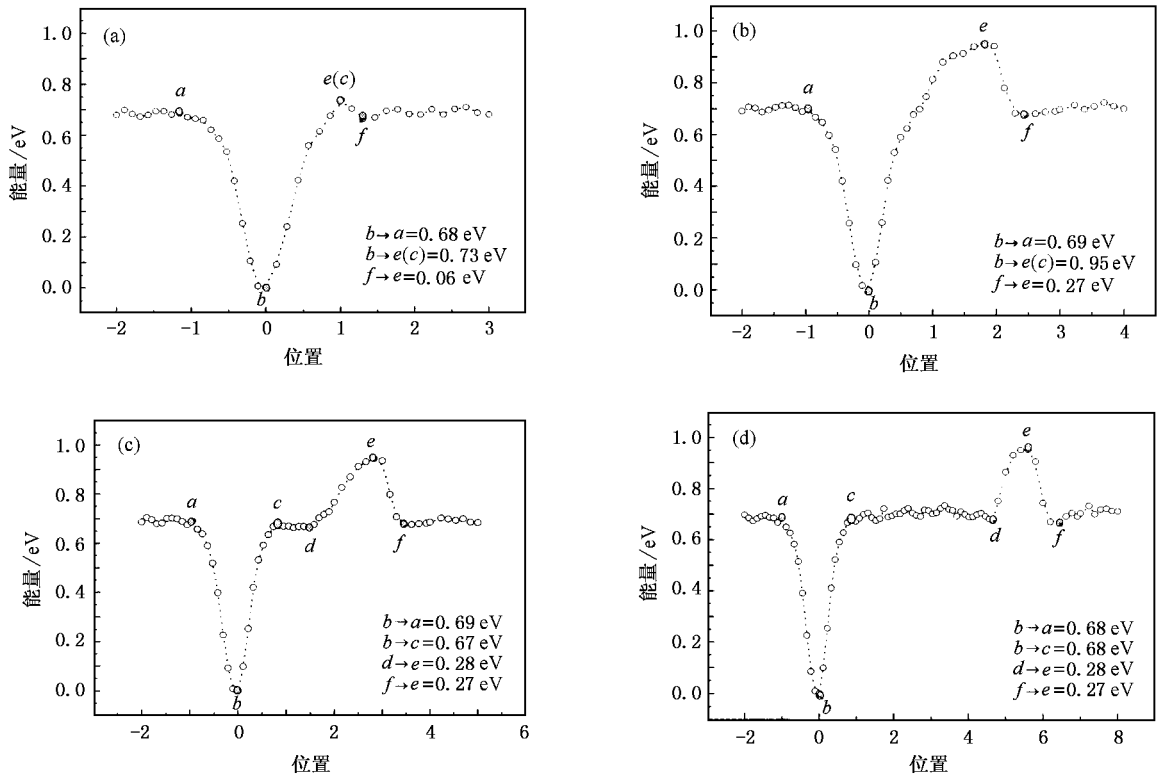 (a)
能量/eV
1.0
0.8
0.6
0.4
0.2
0.0
a
e(c)
f
b
b→a=0.68 eV
b→e(c)=0.73 eV
f→e=0.06 eV
-2 -1 0 1 2 3
位置
(b)
能量/eV
1.0
0.8
0.6
0.4
0.2
0.0
a
e
f
b
b→a=0.69 eV
b→e(c)=0.95 eV
f→e=0.27 eV
-2 -1 0 1 2 3 4
位置
(c)
能量/eV
1.0
0.8
0.6
0.4
0.2
0.0
e
a
c
d
f
b
b→a=0.69 eV
b→c=0.67 eV
d→e=0.28 eV
f→e=0.27 eV
-2 0 2 4 6
位置
(d)
能量/eV
1.0
0.8
0.6
0.4
0.2
0.0
e
a
c
d
f
b
b→a=0.68 eV
b→c=0.68 eV
d→e=0.28 eV
f→e=0.27 eV
-2 0 2 4 6 8
位置